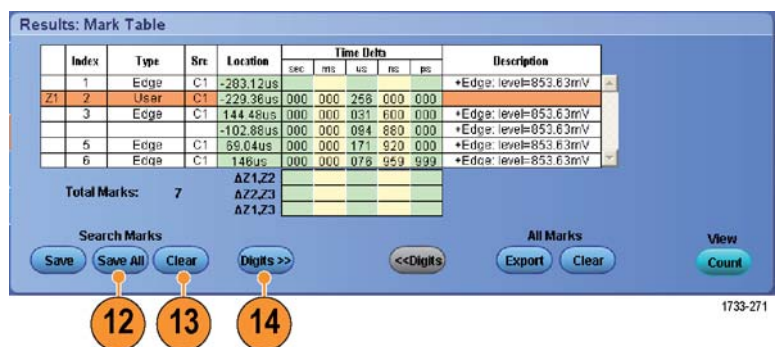 Results: Mark Table
Time Delta
Index Type Src Location sec ms us ns ps Description
1 Edge C1 -283.12us +Edge: level=853.63mV
Z1 2 User C1 -229.36us 000 000 256 000 000
3 Edge C1 144.48us 000 000 031 600 000 +Edge: level=853.63mV
-102.88us 000 000 094 880 000 +Edge: level=853.63mV
5 Edge C1 69.04us 000 000 171 920 000 +Edge: level=853.63mV
6 Edge C1 146us 000 000 076 959 999 +Edge: level=853.63mV
ΔZ1,Z2
Total Marks: 7 ΔZ2,Z3
ΔZ1,Z3
Search Marks All Marks View
Save Save All Clear Digits >> <<Digits Export Clear Count
1733-271
12 13 14